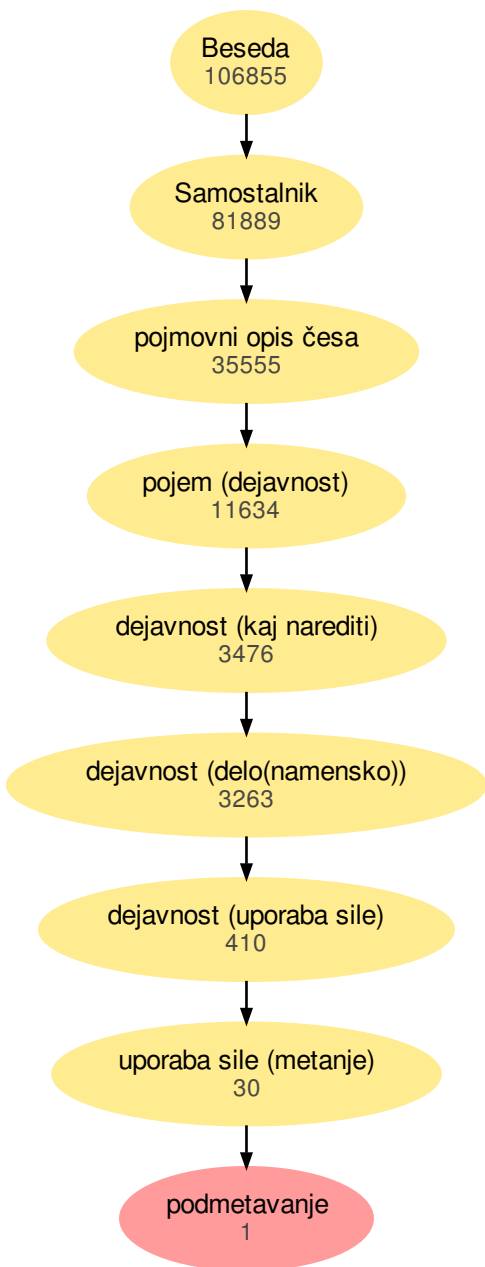 Beseda
106855
Samostalnik
81889
pojmovni opis česa
35555
pojem (dejavnost)
11634
dejavnost (kaj narediti)
3476
dejavnost (delo(namensko))
3263
dejavnost (uporaba sile)
410
uporaba sile (metanje)
30
podmetavanje
1